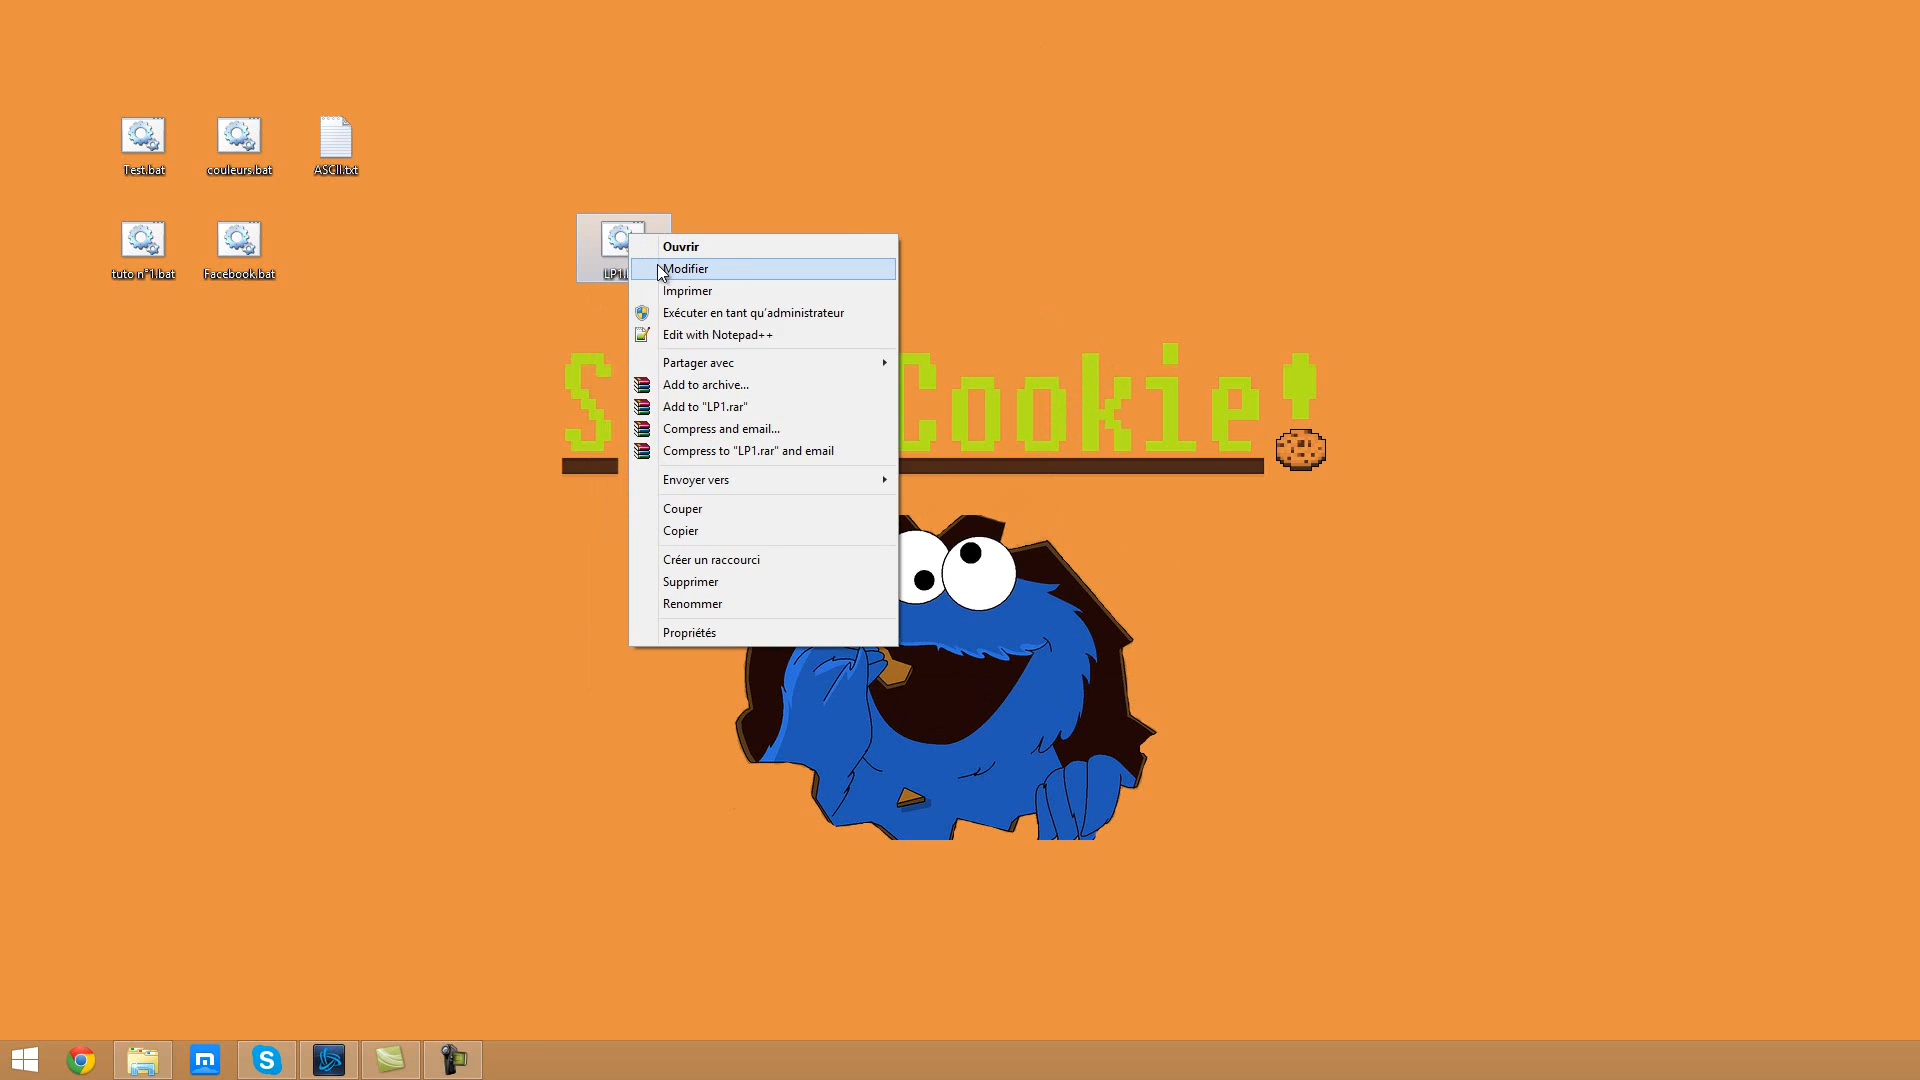 Test.bat
couleurs.bat
ASCII.txt
tuto n°1.bat
Facebook.bat
LP1.
Ouvrir
Modifier
Imprimer
Exécuter en tant qu'administrateur
Edit with Notepad++
Partager avec
Add to archive...
Add to "LP1.rar"
Compress and email...
Compress to "LP1.rar" and email
Envoyer vers
Couper
Copier
Créer un raccourci
Supprimer
Renommer
Propriétés
S Cookie!